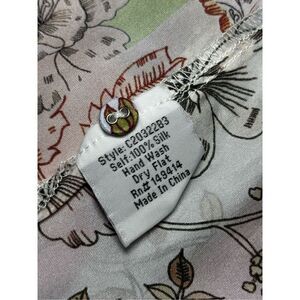 Style: C2032283
Self:100% Silk
Hand Wash
Dry Flat
Rn# 149414
Made In China